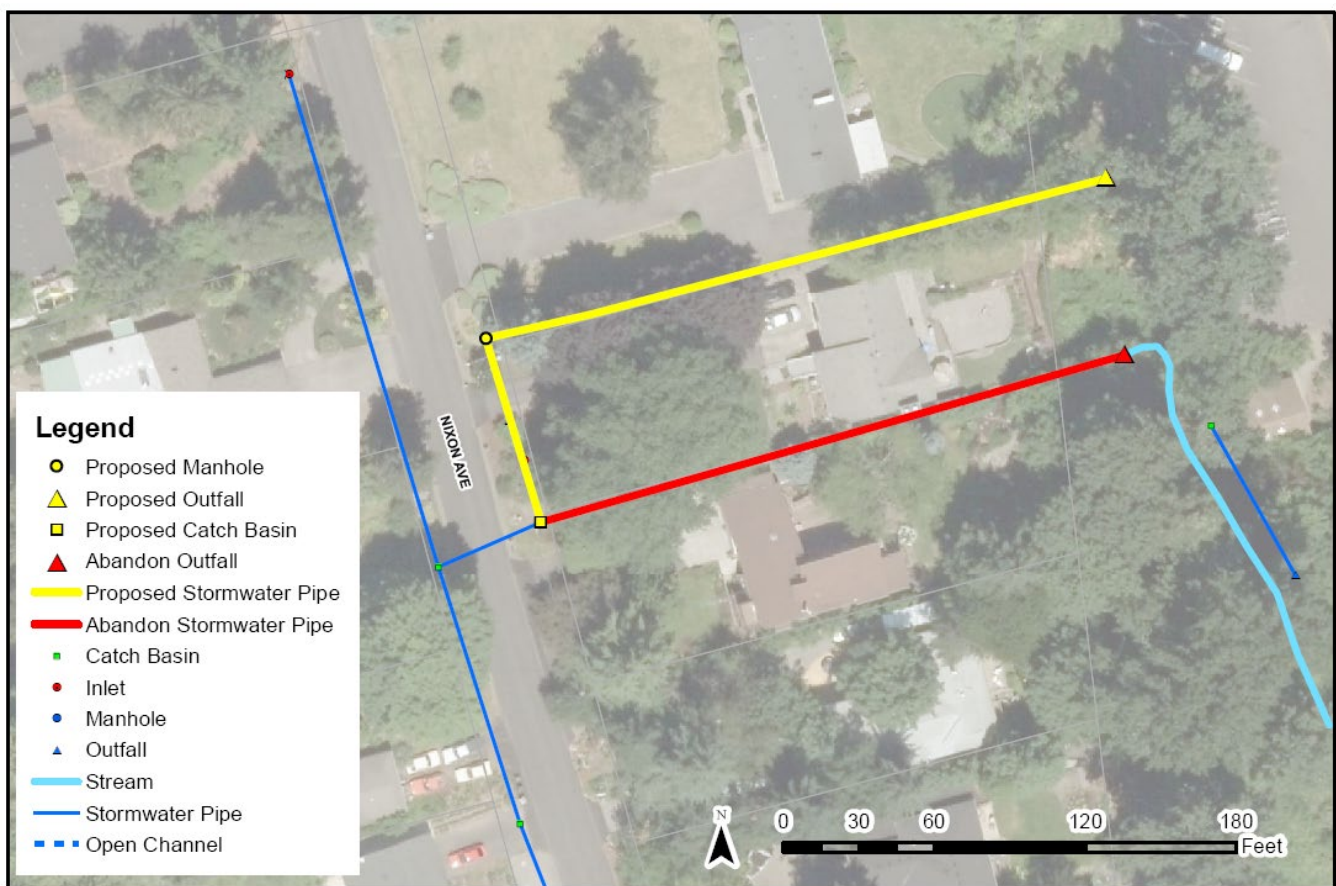 NIXON AVE
Legend
Proposed Manhole
Proposed Outfall
Proposed Catch Basin
Abandon Outfall
Proposed Stormwater Pipe
Abandon Stormwater Pipe
Catch Basin
Inlet
Manhole
Outfall
Stream
Stormwater Pipe
Open Channel
N
0 30 60 120 180
Feet